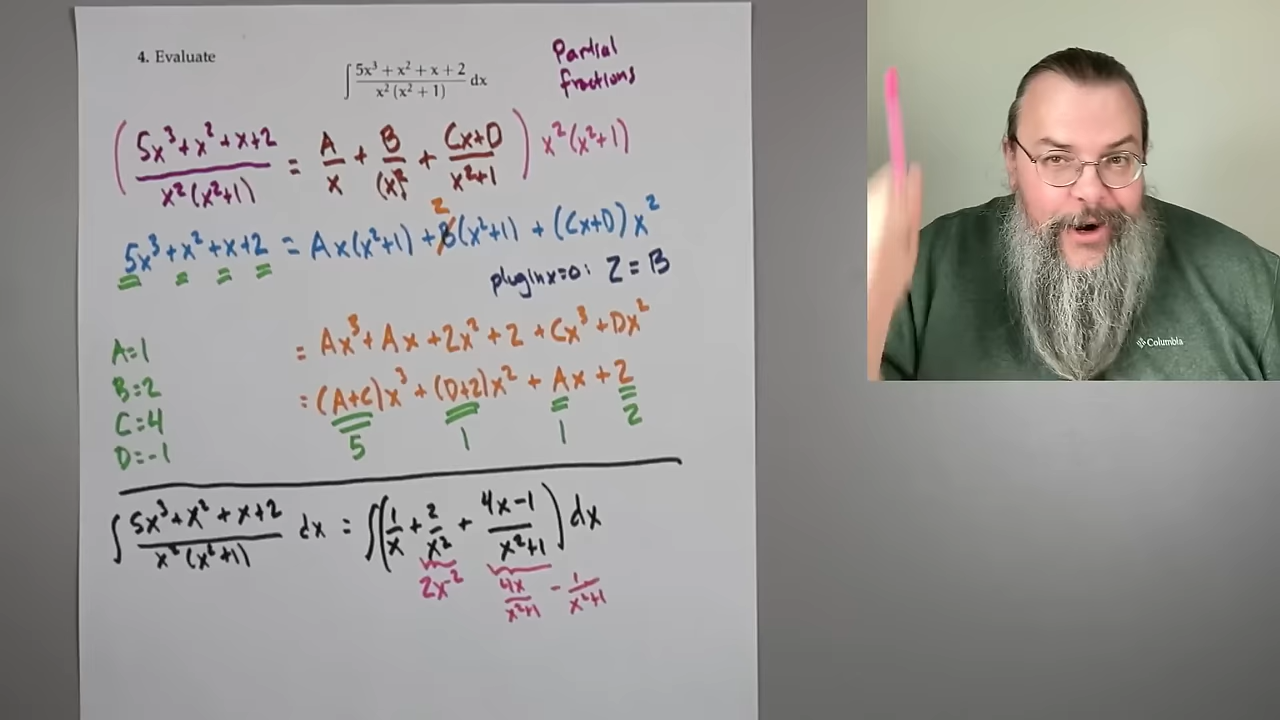 4. Evaluate
∫ 5x³ + x² + x + 2 / x² (x² + 1) dx
Partial
fractions
( 5x³+x²+x+2 / x²(x²+1) = A/x + B/(x)² + Cx+D / x²+1 ) x²(x²+1)
5x³+x²+x+2 = Ax(x²+1) + B(x²+1) + (Cx+D)x²
2
plug in x=0: 2=B
= Ax³+Ax+2x²+2+Cx³+Dx²
= (A+C)x³+(D+2)x²+Ax+2
5 1 1 2
A=1
B=2
C=4
D=-1
∫ 5x³+x²+x+2 / x²(x²+1) dx = ∫( 1/x + 2/x² + 4x-1 / x²+1 ) dx
2x⁻² 4x / x²+1 - 1 / x²+1
Columbia